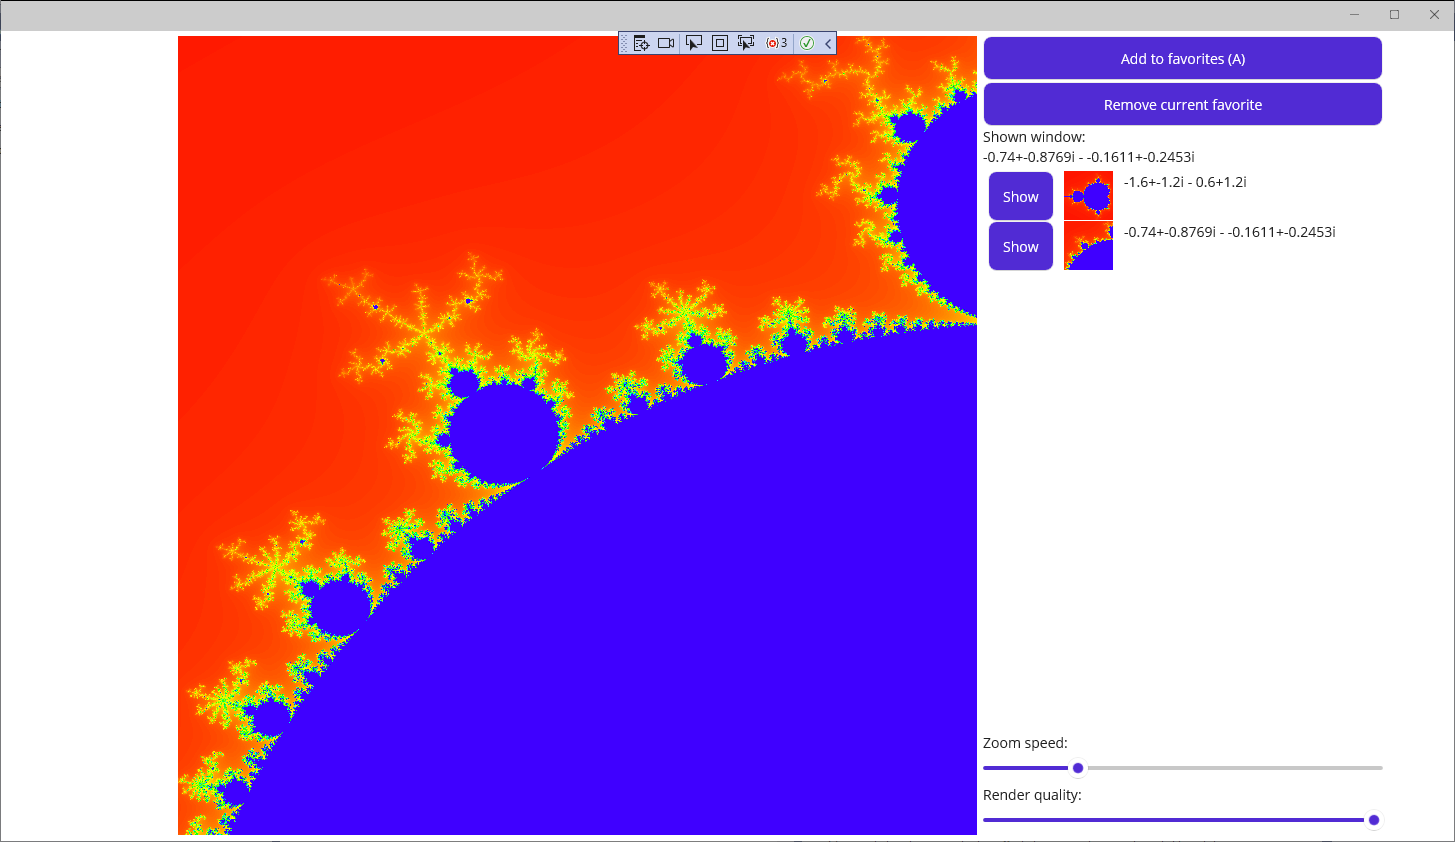 3
Add to favorites (A)
Remove current favorite
Shown window:
-0.74+-0.8769i - -0.1611+-0.2453i
Show
-1.6+-1.2i - 0.6+1.2i
Show
-0.74+-0.8769i - -0.1611+-0.2453i
Zoom speed:
Render quality: